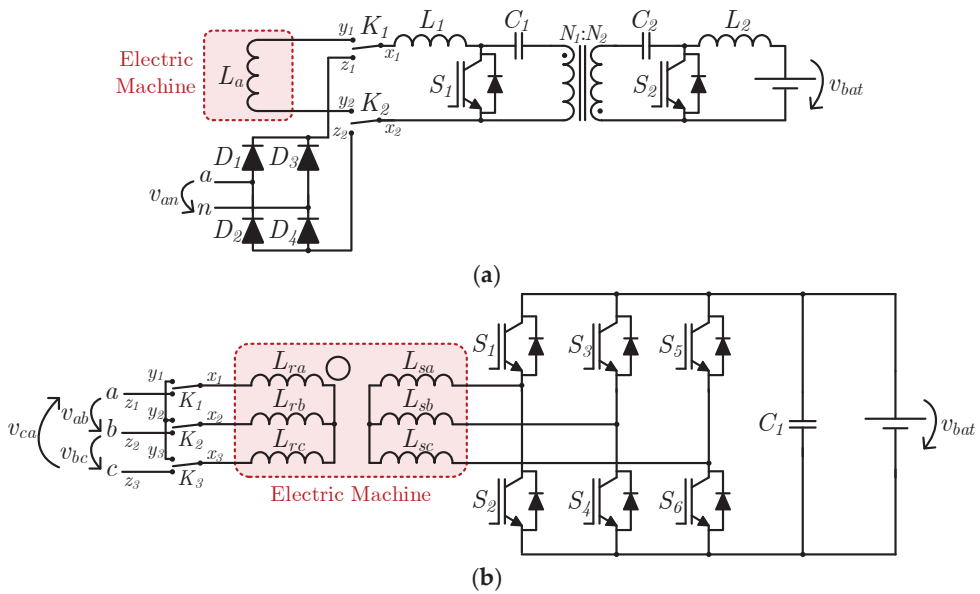 y1 K1 L1 C1 N1:N2 C2 L2
Electric
Machine
x1
z1
La
S1
S2
vbat
y2 K2
z2 x2
D1 D3
a
van
n
D2 D4
(a)
S1 S3 S5
Lra Lsa
y1 x1
a
z1 K1
vab
Lrb Lsb
y2 x2
vca
b
z2 K2
C1
vbat
vbc
Lrc Lsc
y3 x3
c
z3 K3
Electric Machine
S2 S4 S6
(b)